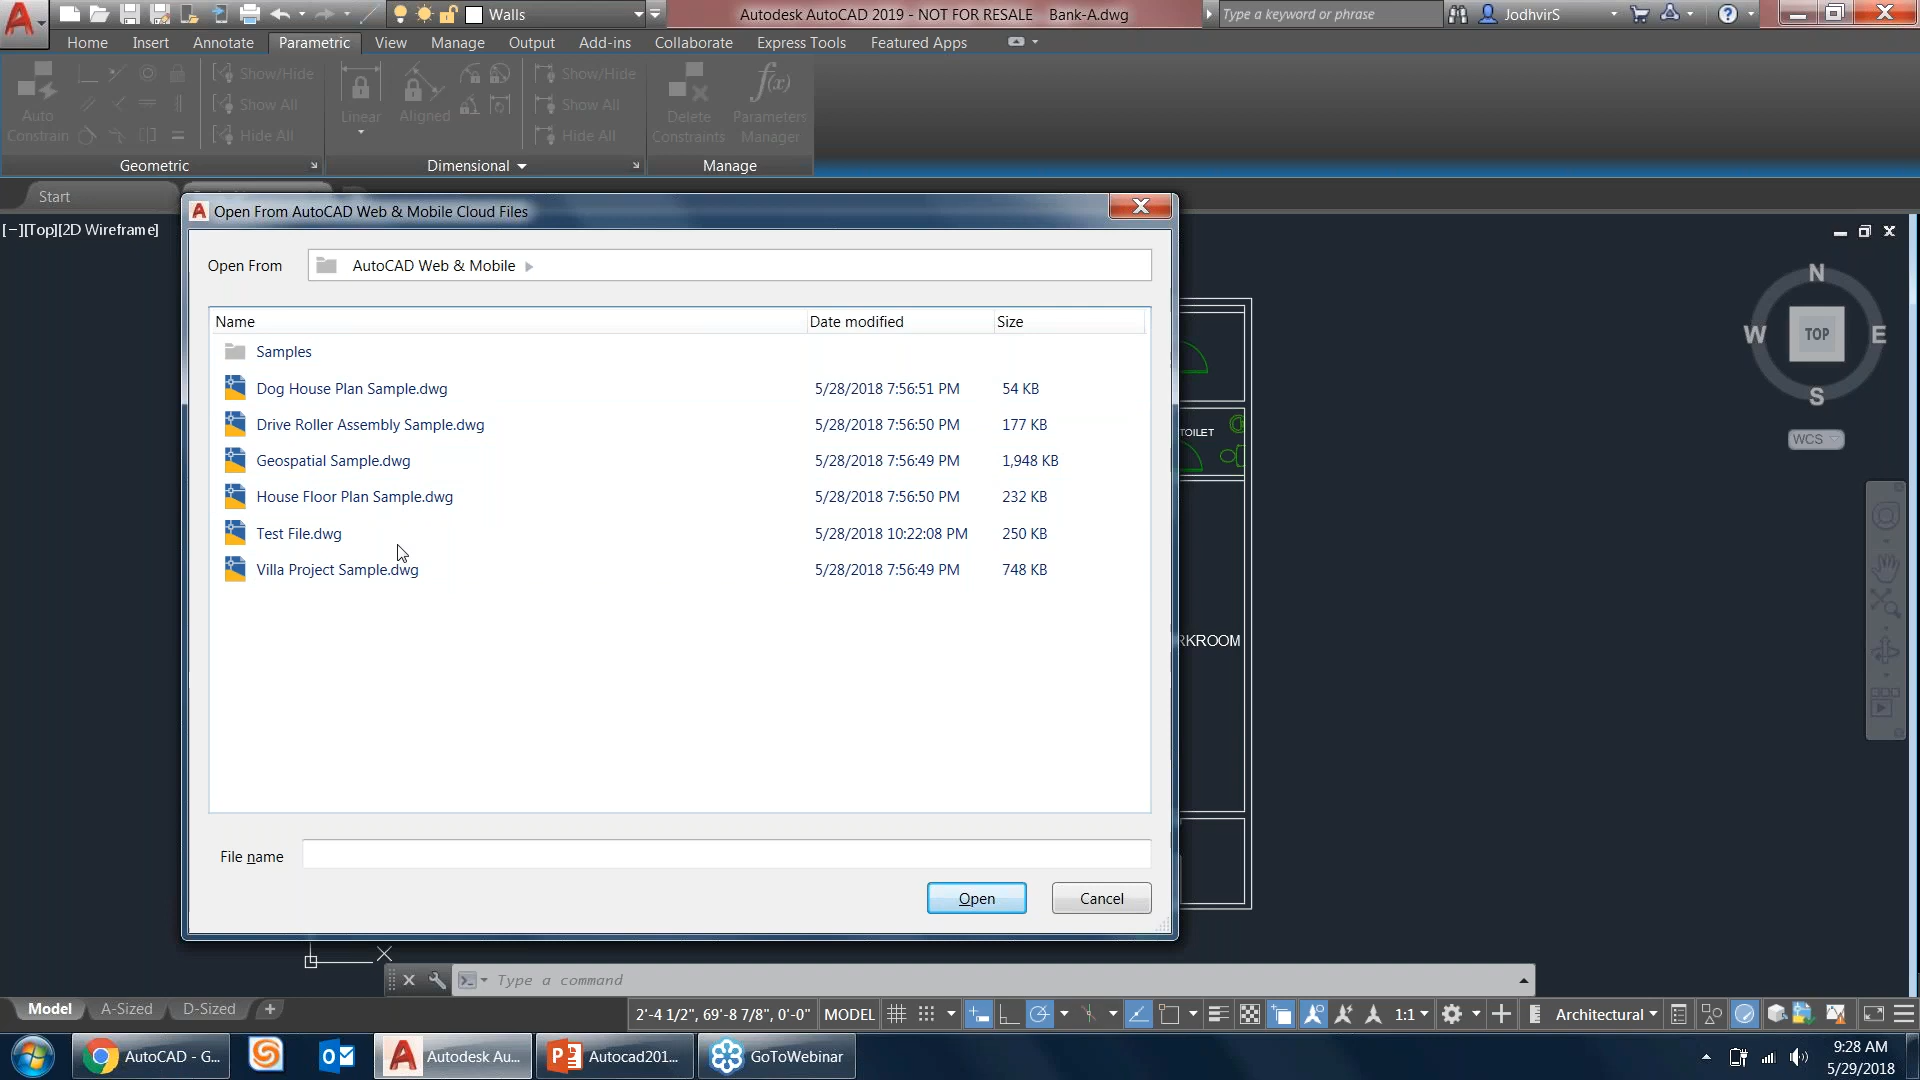 Walls
Autodesk AutoCAD 2019 - NOT FOR RESALE Bank-A.dwg
Type a keyword or phrase
JodhvirS
Home Insert Annotate Parametric View Manage Output Add-ins Collaborate Express Tools Featured Apps
Auto Constrain
Show/Hide
Show All
Hide All
Linear
Aligned
Show/Hide
Show All
Hide All
Delete Constraints
f(x)
Parameters Manager
Geometric
Dimensional
Manage
Start
[−][Top][2D Wireframe]
Open From AutoCAD Web & Mobile Cloud Files
Open From AutoCAD Web & Mobile
Name Date modified Size
Samples
Dog House Plan Sample.dwg 5/28/2018 7:56:51 PM 54 KB
Drive Roller Assembly Sample.dwg 5/28/2018 7:56:50 PM 177 KB
Geospatial Sample.dwg 5/28/2018 7:56:49 PM 1,948 KB
House Floor Plan Sample.dwg 5/28/2018 7:56:50 PM 232 KB
Test File.dwg 5/28/2018 10:22:08 PM 250 KB
Villa Project Sample.dwg 5/28/2018 7:56:49 PM 748 KB
File name
Open Cancel
TOILET
RKROOM
N
W TOP E
S
WCS
Type a command
Model A-Sized D-Sized
2'-4 1/2", 69'-8 7/8", 0'-0" MODEL 1:1 Architectural
AutoCAD - G... Autodesk Au... Autocad201... GoToWebinar
9:28 AM
5/29/2018